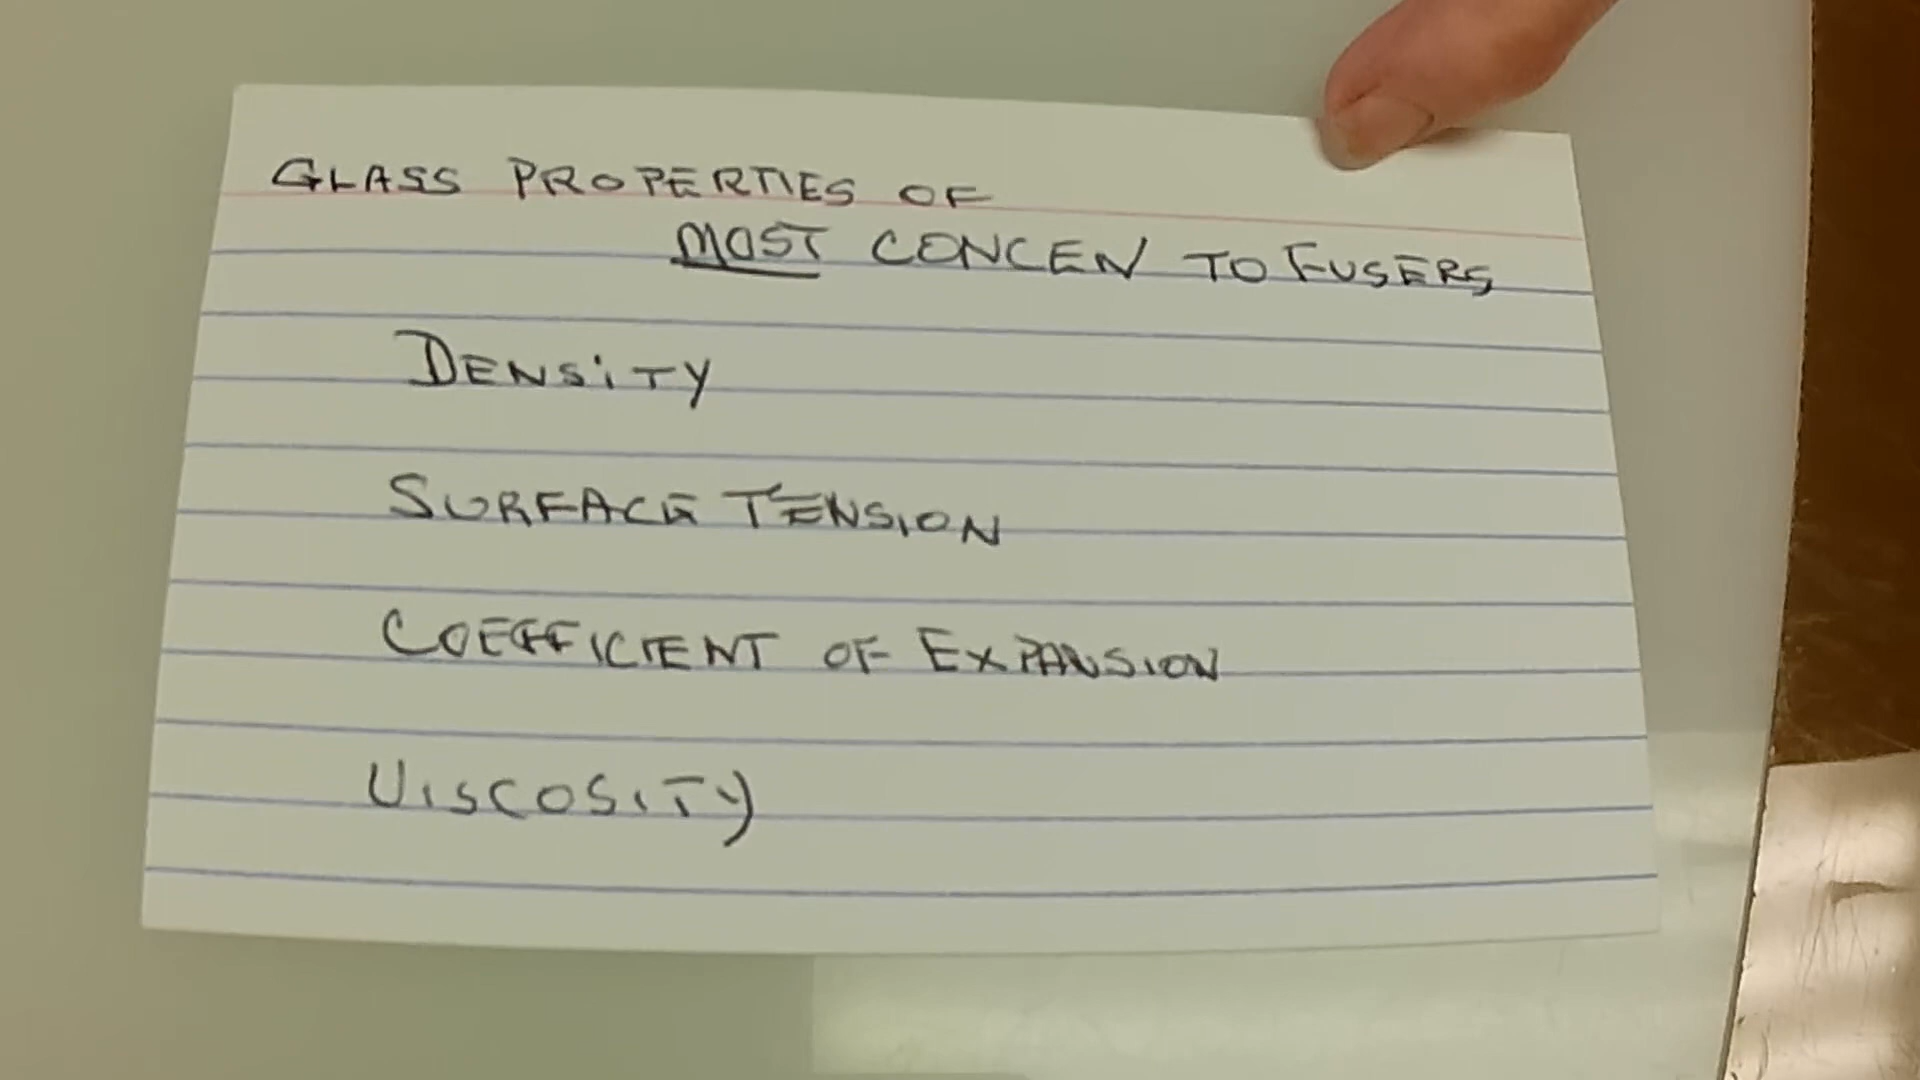 GLASS PROPERTIES OF
MOST CONCEN TO FUSERS
DENSiTY
SURFACE TENSION
COEFFICIENT OF EXPANSION
VISCOSITY